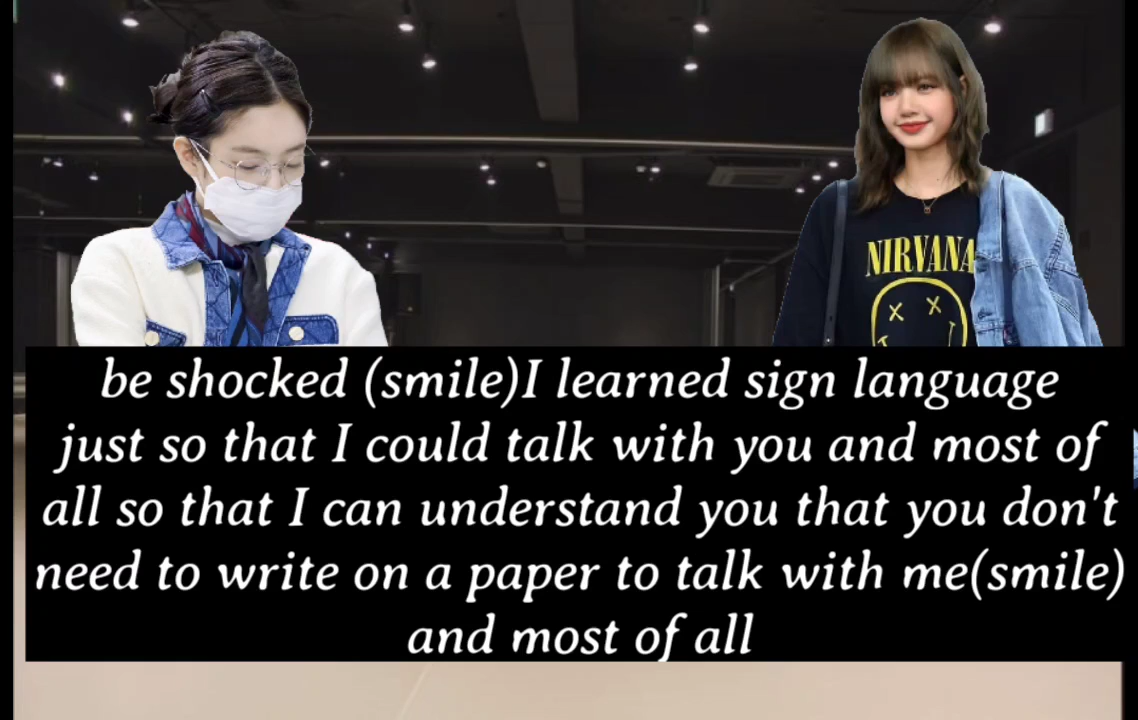 NIRVANA
be shocked (smile)I learned sign language
just so that I could talk with you and most of
all so that I can understand you that you don't
need to write on a paper to talk with me(smile)
and most of all